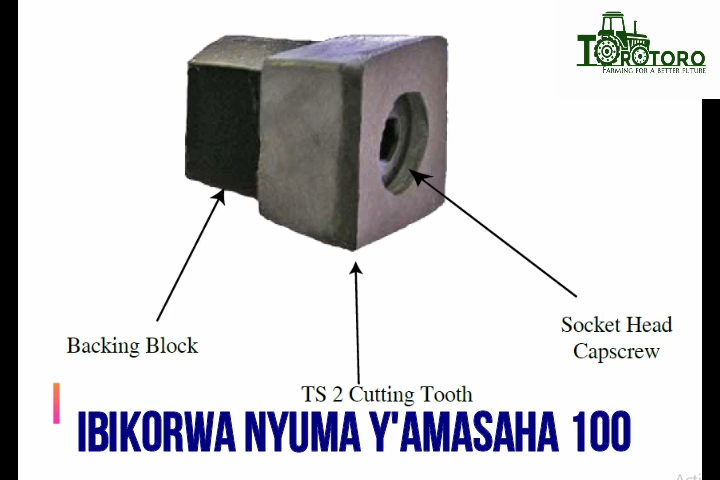 TOROTORO
FARMING FOR A BETTER FUTURE
Backing Block
Socket Head
Capscrew
TS 2 Cutting Tooth
IBIKORWA NYUMA Y'AMASAHA 100